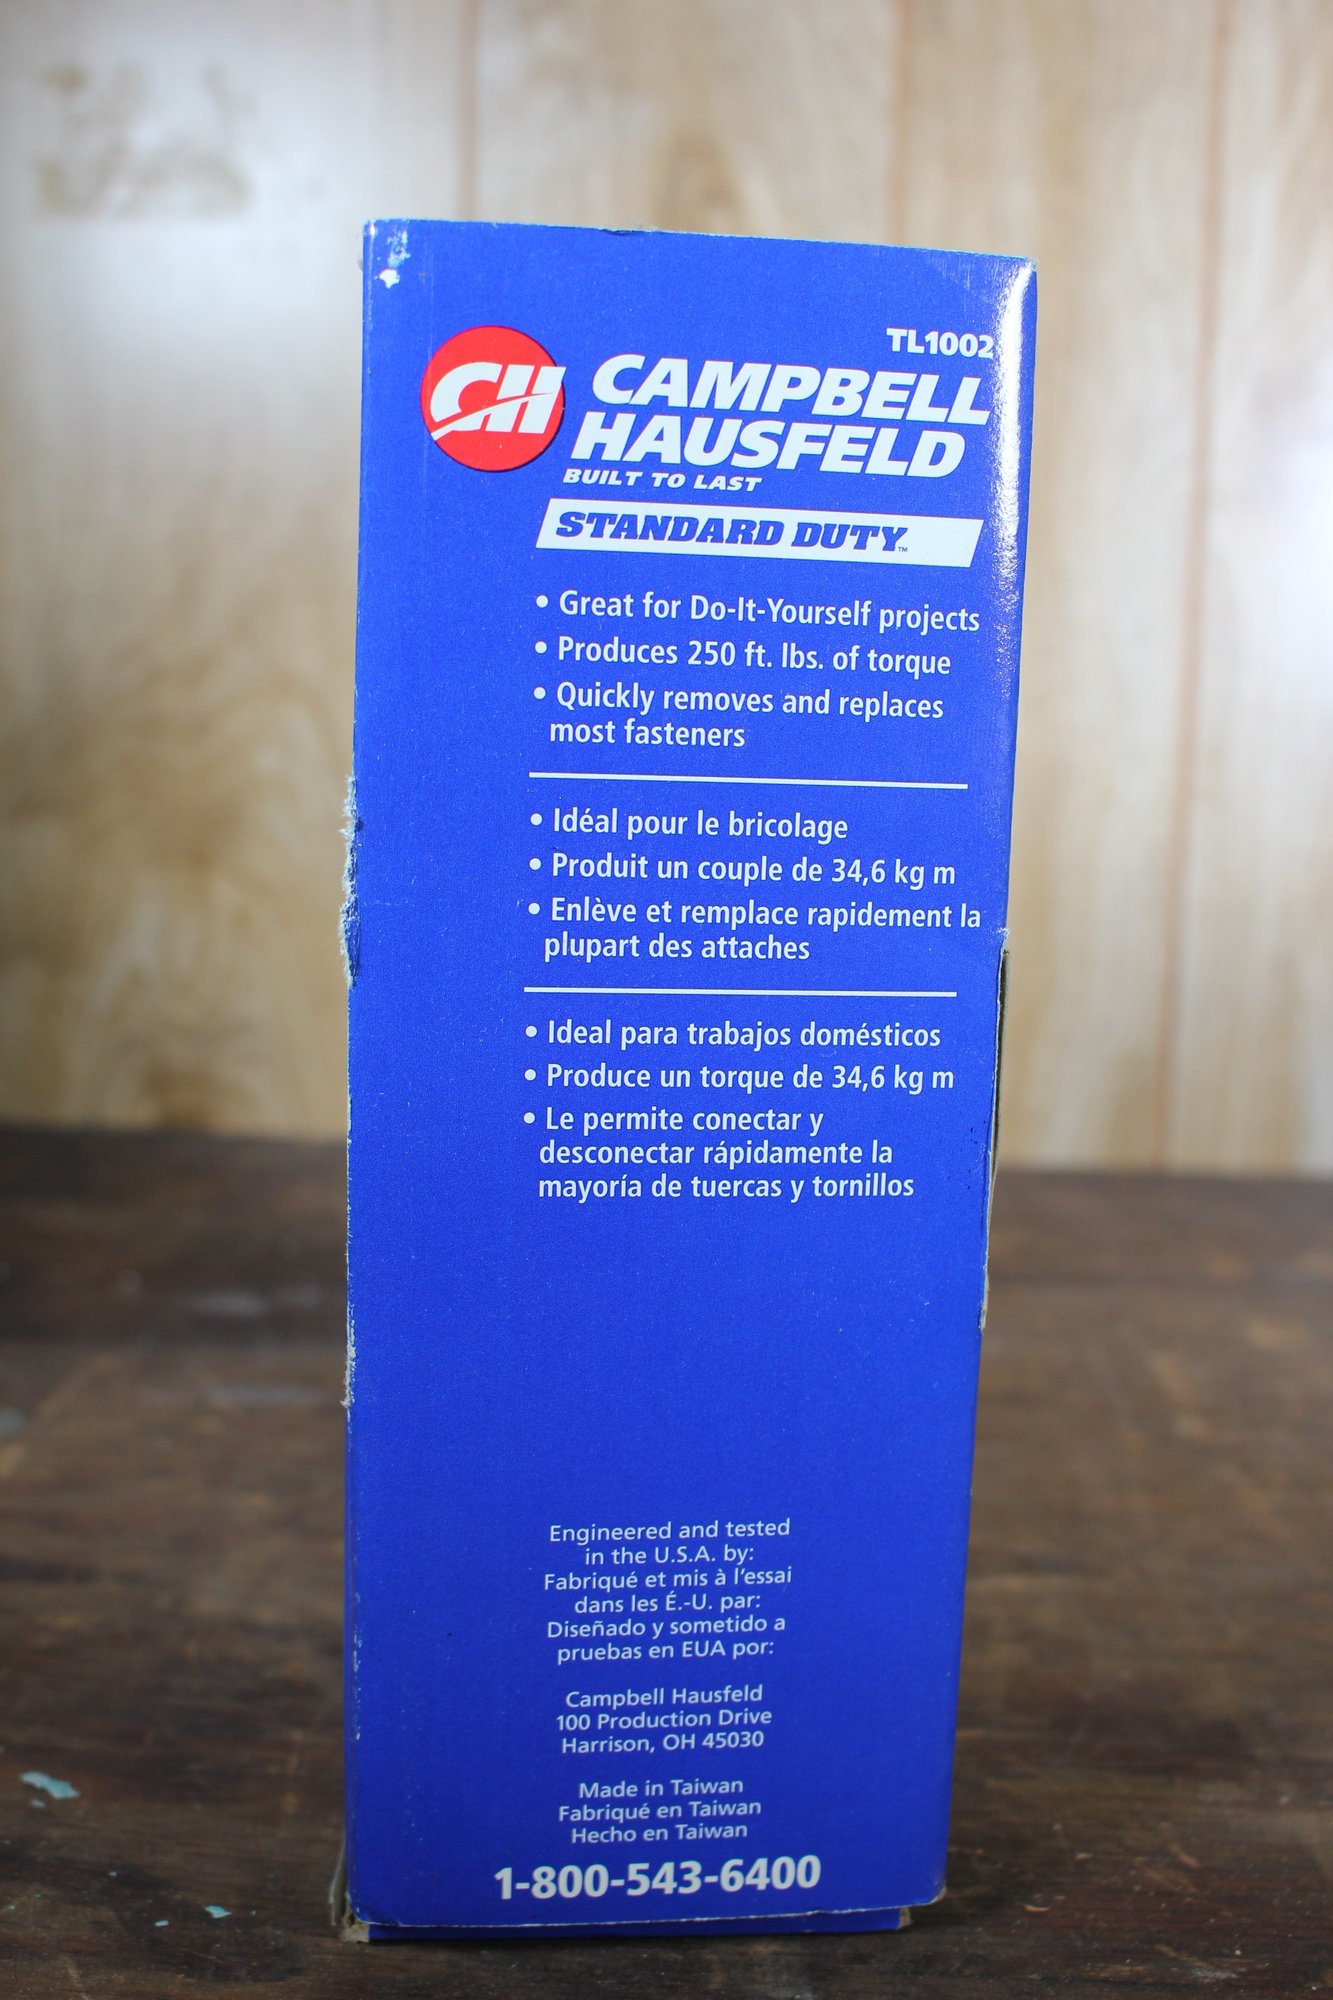 TL1002
CH CAMPBELL
HAUSFELD
BUILT TO LAST
STANDARD DUTY™
• Great for Do-It-Yourself projects
• Produces 250 ft. lbs. of torque
• Quickly removes and replaces
most fasteners
• Idéal pour le bricolage
• Produit un couple de 34,6 kg m
• Enlève et remplace rapidement la
plupart des attaches
• Ideal para trabajos domésticos
• Produce un torque de 34,6 kg m
• Le permite conectar y
desconectar rápidamente la
mayoría de tuercas y tornillos
Engineered and tested
in the U.S.A. by:
Fabriqué et mis à l'essai
dans les É.-U. par:
Diseñado y sometido a
pruebas en EUA por:
Campbell Hausfeld
100 Production Drive
Harrison, OH 45030
Made in Taiwan
Fabriqué en Taiwan
Hecho en Taiwan
1-800-543-6400